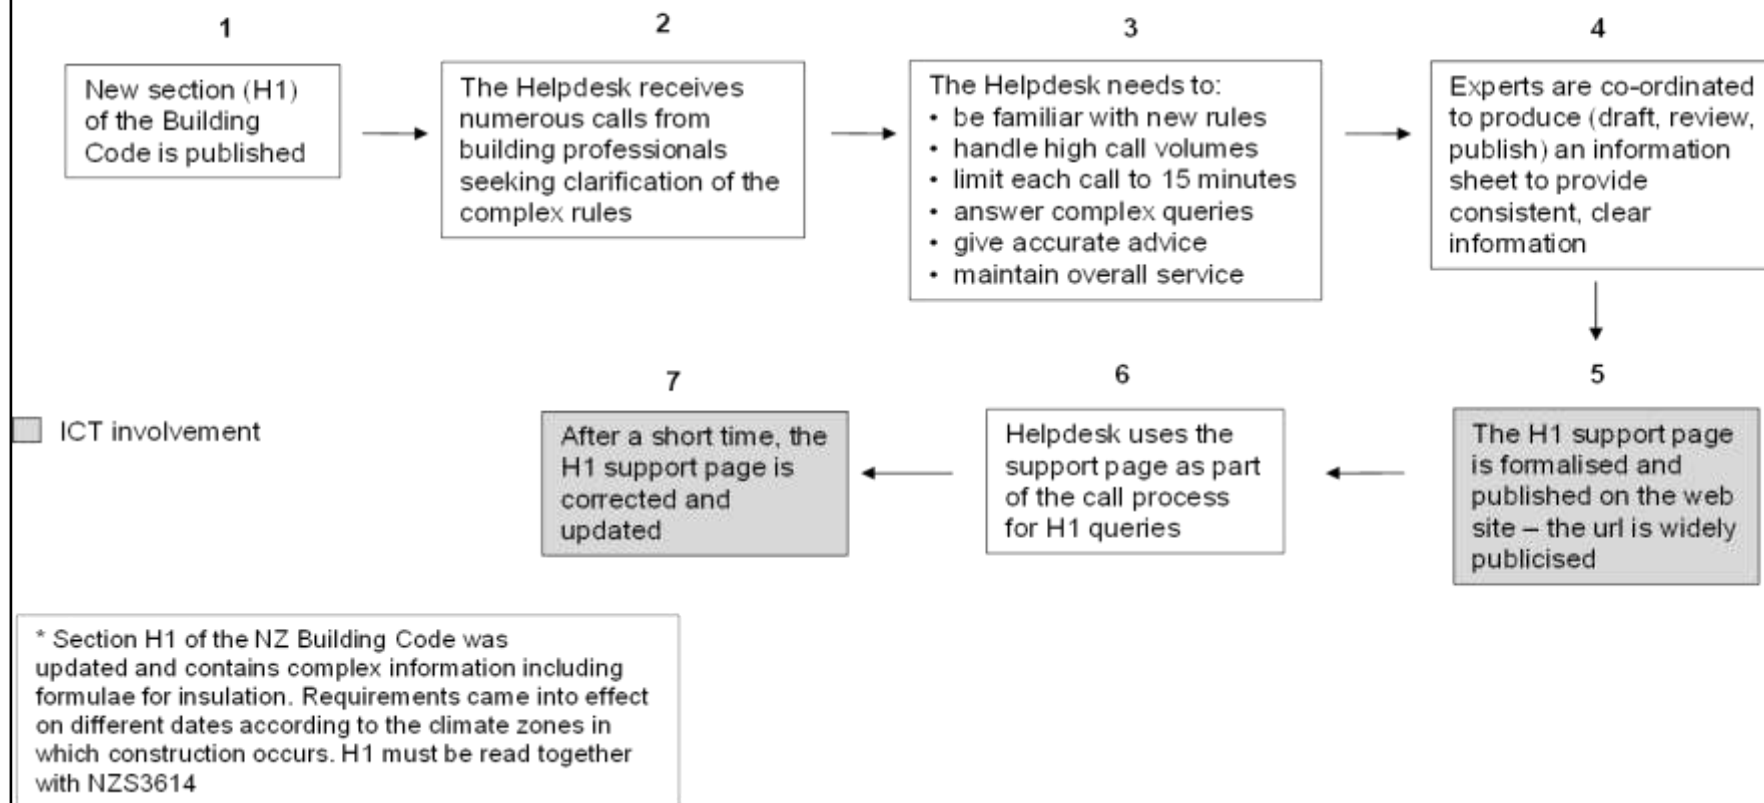 1
New section (H1)
of the Building
Code is published
2
The Helpdesk receives
numerous calls from
building professionals
seeking clarification of the
complex rules
3
The Helpdesk needs to:
• be familiar with new rules
• handle high call volumes
• limit each call to 15 minutes
• answer complex queries
• give accurate advice
• maintain overall service
4
Experts are co-ordinated
to produce (draft, review,
publish) an information
sheet to provide
consistent, clear
information
5
The H1 support page
is formalised and
published on the web
site – the url is widely
publicised
6
Helpdesk uses the
support page as part
of the call process
for H1 queries
7
After a short time, the
H1 support page is
corrected and
updated
ICT involvement
* Section H1 of the NZ Building Code was
updated and contains complex information including
formulae for insulation. Requirements came into effect
on different dates according to the climate zones in
which construction occurs. H1 must be read together
with NZS3614